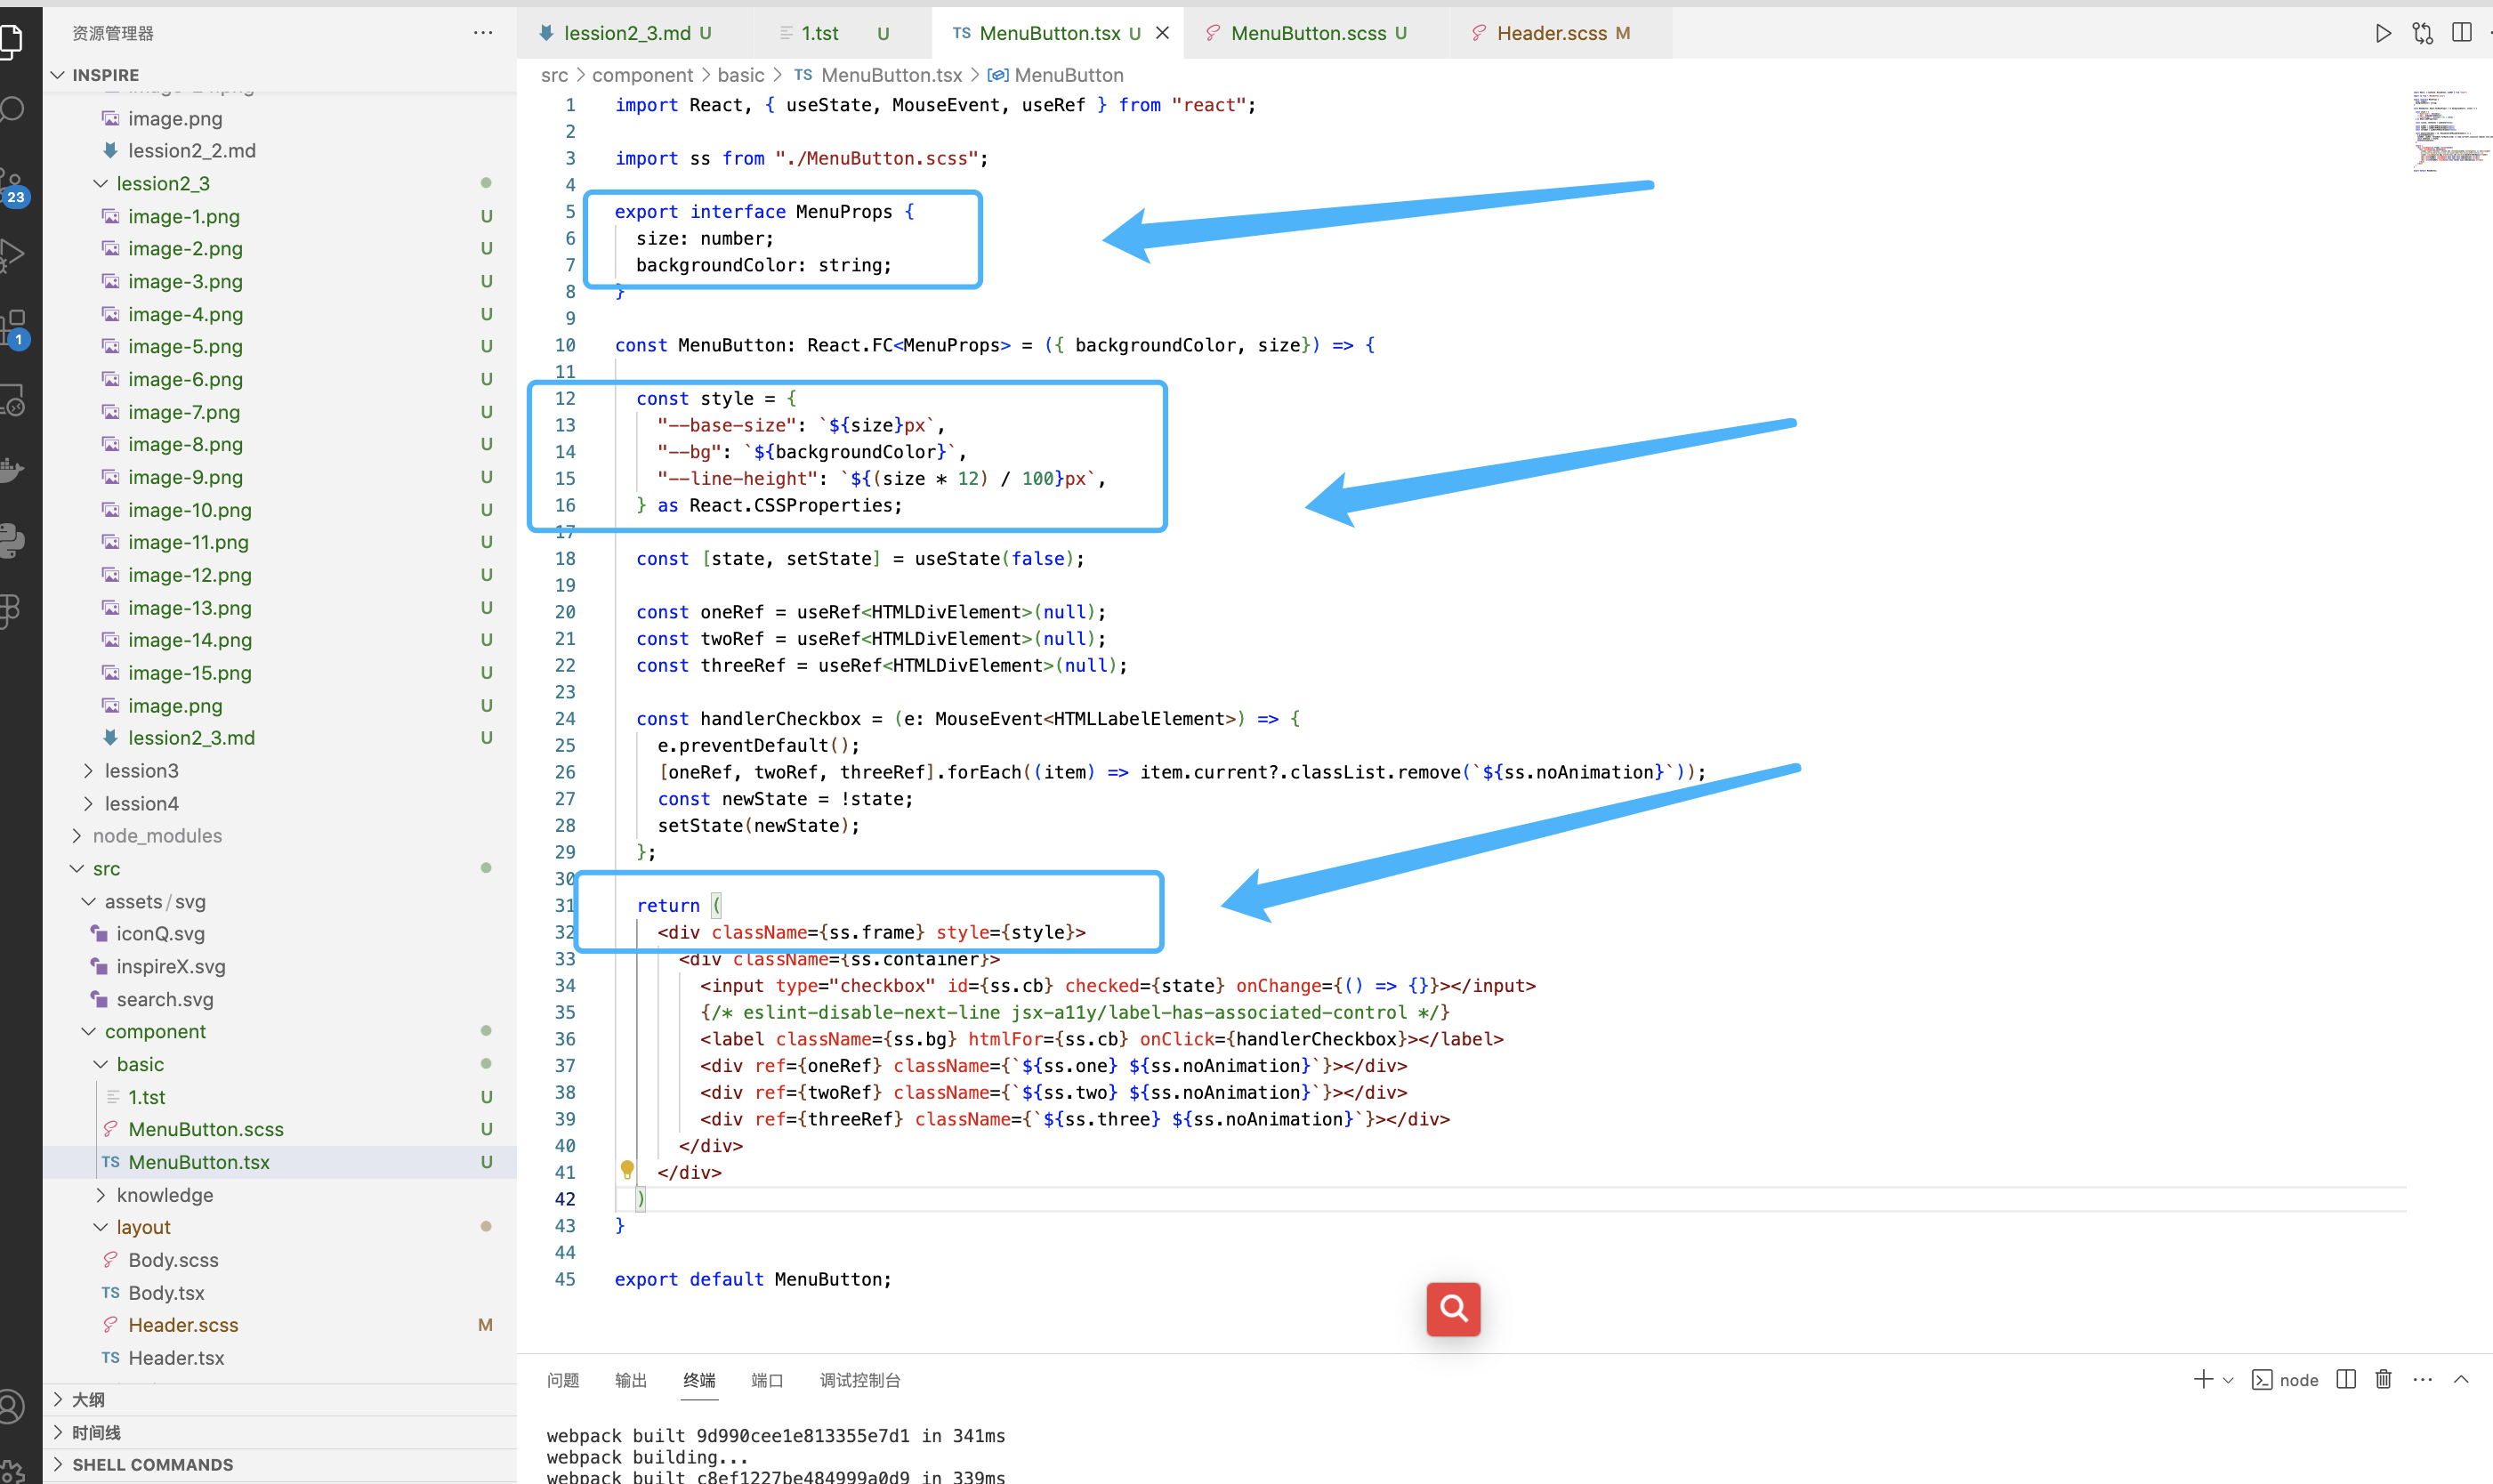 资源管理器
INSPIRE
image.png
lession2_2.md
lession2_3
image-1.png U
image-2.png U
image-3.png U
image-4.png U
image-5.png U
image-6.png U
image-7.png U
image-8.png U
image-9.png U
image-10.png U
image-11.png U
image-12.png U
image-13.png U
image-14.png U
image-15.png U
image.png U
lession2_3.md U
lession3
lession4
node_modules
src
assets/svg
iconQ.svg
inspireX.svg
search.svg
component
basic
1.tst U
MenuButton.scss U
TS MenuButton.tsx U
knowledge
layout
Body.scss
TS Body.tsx
Header.scss M
TS Header.tsx
大纲
时间线
SHELL COMMANDS
23
1
lession2_3.md U
1.tst U
TS MenuButton.tsx U
MenuButton.scss U
Header.scss M
src > component > basic > TS MenuButton.tsx > MenuButton
1 import React, { useState, MouseEvent, useRef } from "react";
2
3 import ss from "./MenuButton.scss";
4
5 export interface MenuProps {
6 size: number;
7 backgroundColor: string;
8 }
9
10 const MenuButton: React.FC<MenuProps> = ({ backgroundColor, size}) => {
11
12 const style = {
13 "--base-size": `${size}px`,
14 "--bg": `${backgroundColor}`,
15 "--line-height": `${(size * 12) / 100}px`,
16 } as React.CSSProperties;
17
18 const [state, setState] = useState(false);
19
20 const oneRef = useRef<HTMLDivElement>(null);
21 const twoRef = useRef<HTMLDivElement>(null);
22 const threeRef = useRef<HTMLDivElement>(null);
23
24 const handlerCheckbox = (e: MouseEvent<HTMLLabelElement>) => {
25 e.preventDefault();
26 [oneRef, twoRef, threeRef].forEach((item) => item.current?.classList.remove(`${ss.noAnimation}`));
27 const newState = !state;
28 setState(newState);
29 };
30
31 return (
32 <div className={ss.frame} style={style}>
33 <div className={ss.container}>
34 <input type="checkbox" id={ss.cb} checked={state} onChange={() => {}}></input>
35 {/* eslint-disable-next-line jsx-a11y/label-has-associated-control */}
36 <label className={ss.bg} htmlFor={ss.cb} onClick={handlerCheckbox}></label>
37 <div ref={oneRef} className={`${ss.one} ${ss.noAnimation}`}></div>
38 <div ref={twoRef} className={`${ss.two} ${ss.noAnimation}`}></div>
39 <div ref={threeRef} className={`${ss.three} ${ss.noAnimation}`}></div>
40 </div>
41 </div>
42 )
43 }
44
45 export default MenuButton;
问题 输出 终端 端口 调试控制台
node
webpack built 9d990cee1e813355e7d1 in 341ms
webpack building...
webpack built c8ef1227be484999a0d9 in 339ms